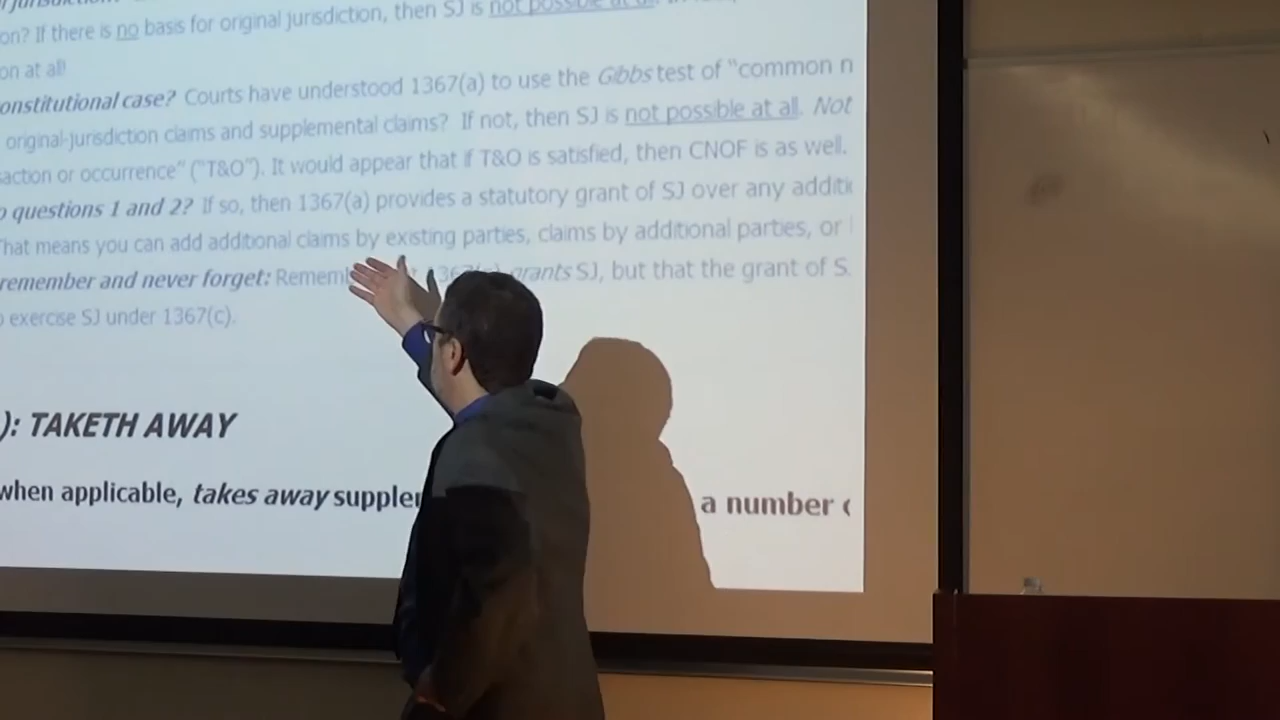 on? If there is no basis for original jurisdiction, then SJ is not possible at all.
on at all!
onstitutional case? Courts have understood 1367(a) to use the Gibbs test of "common n
original-jurisdiction claims and supplemental claims? If not, then SJ is not possible at all. Not
saction or occurrence" ("T&O"). It would appear that if T&O is satisfied, then CNOF is as well.
o questions 1 and 2? If so, then 1367(a) provides a statutory grant of SJ over any additi
That means you can add additional claims by existing parties, claims by additional parties, or
remember and never forget: Rememb grants SJ, but that the grant of S.
o exercise SJ under 1367(c).
): TAKETH AWAY
when applicable, takes away supple a number